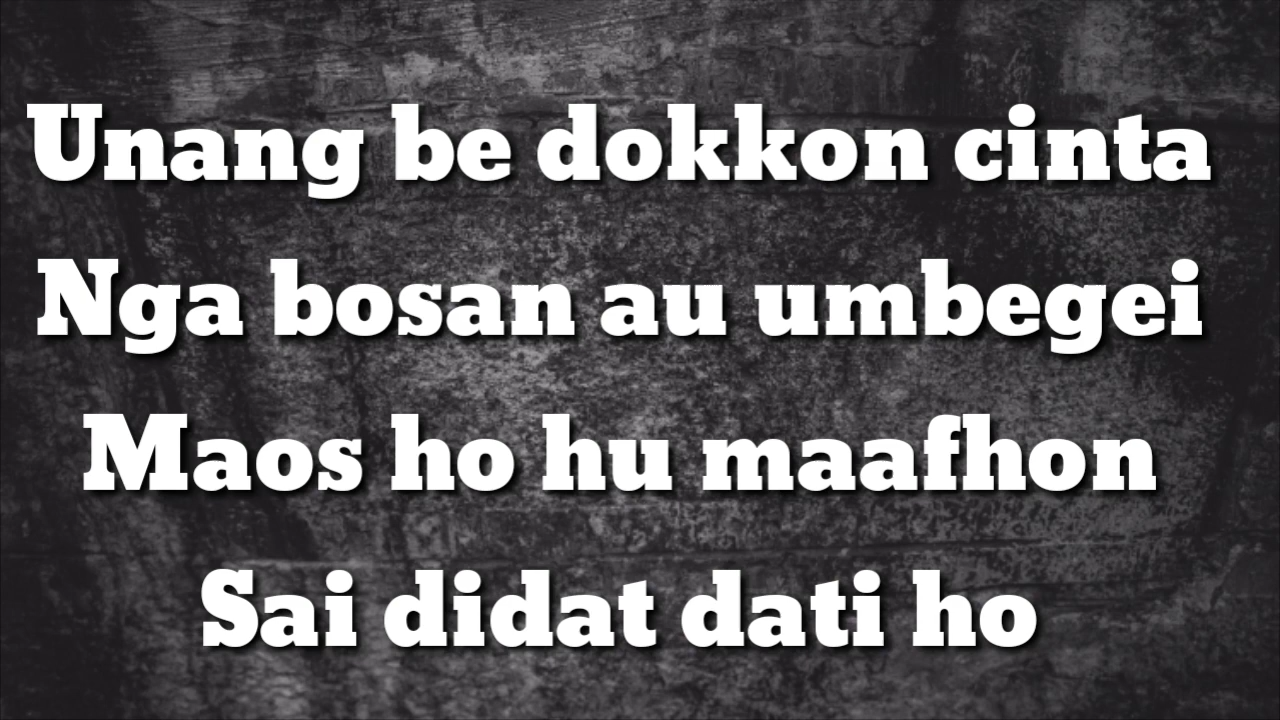 Unang be dokkon cinta
Nga bosan au umbegei
Maos ho hu maafhon
Sai didat dati ho